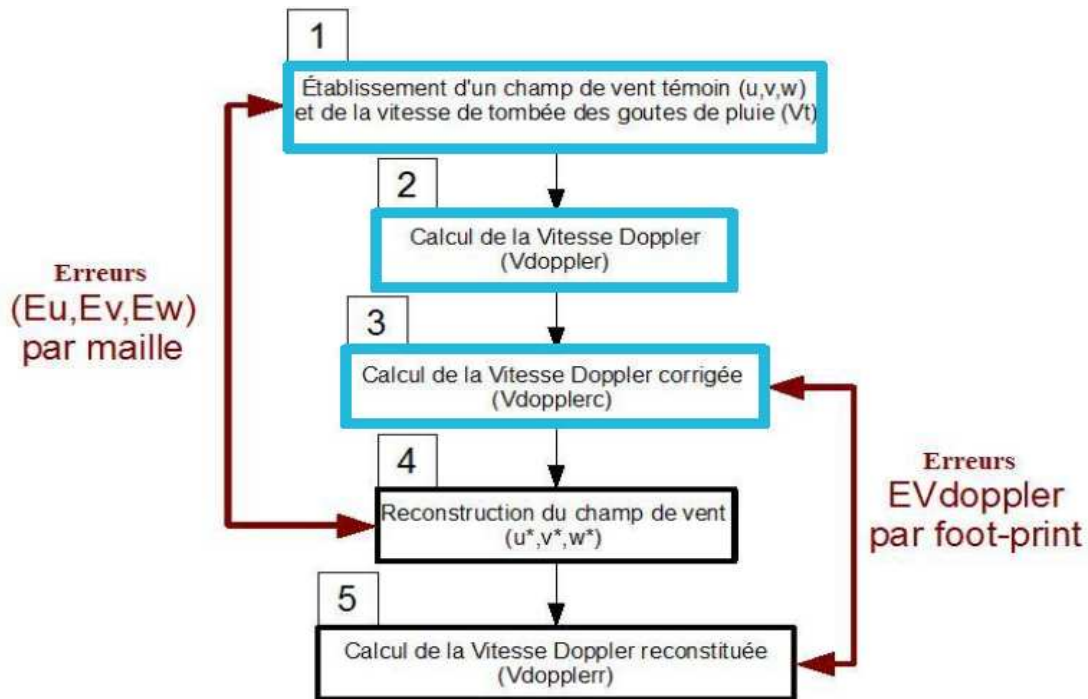 1
Établissement d'un champ de vent témoin (u,v,w)
et de la vitesse de tombée des goutes de pluie (Vt)
2
Calcul de la Vitesse Doppler
(Vdoppler)
Erreurs
(Eu,Ev,Ew)
par maille
3
Calcul de la Vitesse Doppler corrigée
(Vdopplerc)
4
Reconstruction du champ de vent
(u*,v*,w*)
Erreurs
EVdoppler
par foot-print
5
Calcul de la Vitesse Doppler reconstituée
(Vdopplerr)